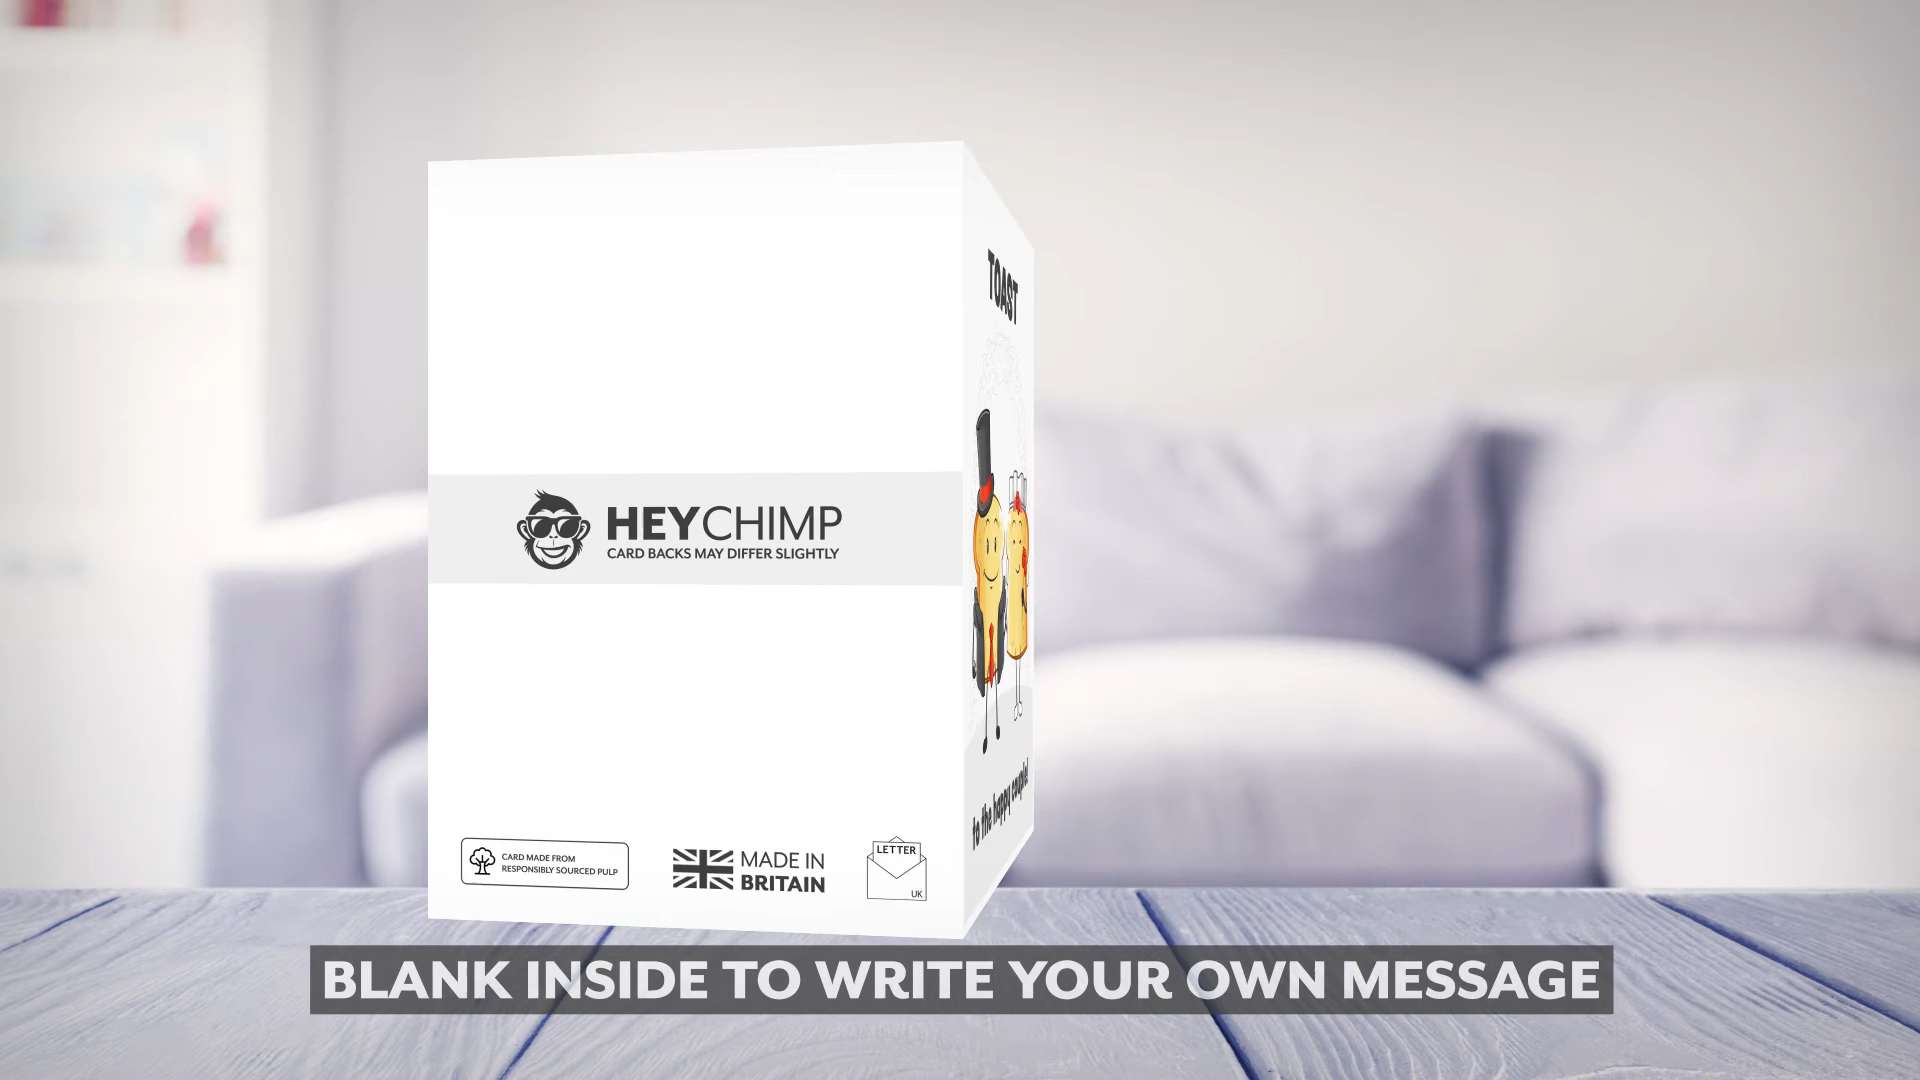 TOAST
HEYCHIMP
CARD BACKS MAY DIFFER SLIGHTLY
to the happy couple!
CARD MADE FROM
RESPONSIBLY SOURCED PULP
MADE IN
BRITAIN
LETTER
UK
BLANK INSIDE TO WRITE YOUR OWN MESSAGE